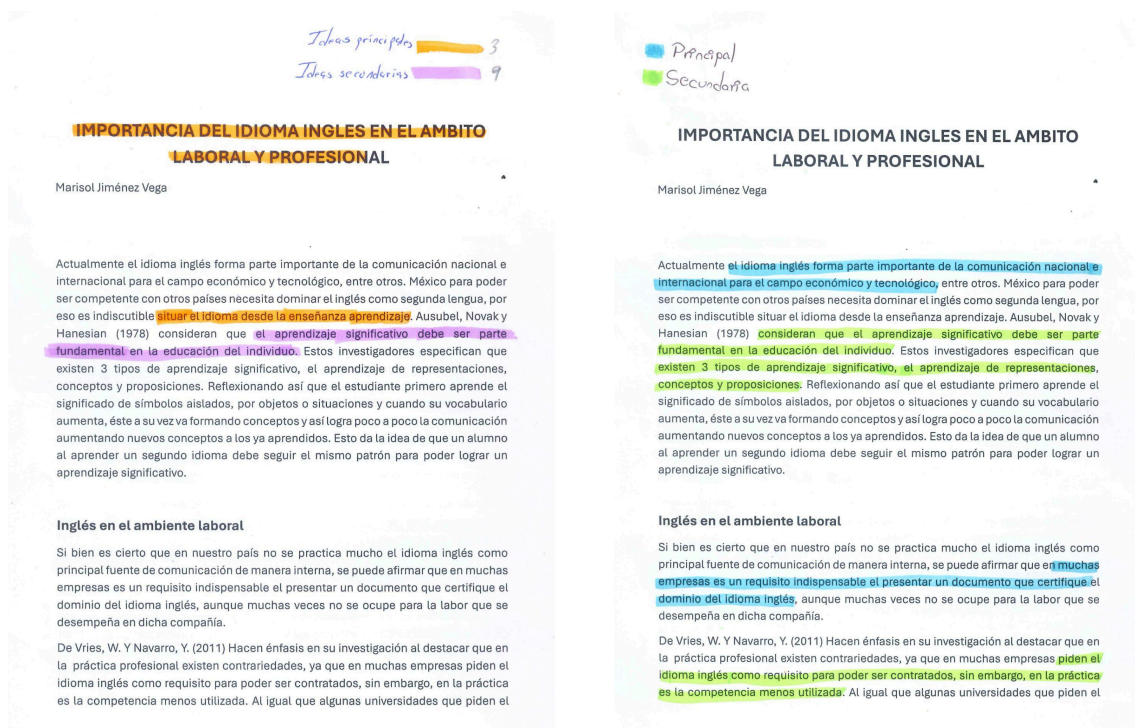 Ideas principales 3
Ideas secundarias 9
IMPORTANCIA DEL IDIOMA INGLES EN EL AMBITO
LABORAL Y PROFESIONAL
Marisol Jiménez Vega
Actualmente el idioma inglés forma parte importante de la comunicación nacional e
internacional para el campo económico y tecnológico, entre otros. México para poder
ser competente con otros países necesita dominar el inglés como segunda lengua, por
eso es indiscutible situar el idioma desde la enseñanza aprendizaje. Ausubel, Novak y
Hanesian (1978) consideran que el aprendizaje significativo debe ser parte
fundamental en la educación del individuo. Estos investigadores especifican que
existen 3 tipos de aprendizaje significativo, el aprendizaje de representaciones,
conceptos y proposiciones. Reflexionando así que el estudiante primero aprende el
significado de símbolos aislados, por objetos o situaciones y cuando su vocabulario
aumenta, éste a su vez va formando conceptos y así logra poco a poco la comunicación
aumentando nuevos conceptos a los ya aprendidos. Esto da la idea de que un alumno
al aprender un segundo idioma debe seguir el mismo patrón para poder lograr un
aprendizaje significativo.
Inglés en el ambiente laboral
Si bien es cierto que en nuestro país no se practica mucho el idioma inglés como
principal fuente de comunicación de manera interna, se puede afirmar que en muchas
empresas es un requisito indispensable el presentar un documento que certifique el
dominio del idioma inglés, aunque muchas veces no se ocupe para la labor que se
desempeña en dicha compañía.
De Vries, W. Y Navarro, Y. (2011) Hacen énfasis en su investigación al destacar que en
la práctica profesional existen contrariedades, ya que en muchas empresas piden el
idioma inglés como requisito para poder ser contratados, sin embargo, en la práctica
es la competencia menos utilizada. Al igual que algunas universidades que piden el
Principal
Secundaria
IMPORTANCIA DEL IDIOMA INGLES EN EL AMBITO
LABORAL Y PROFESIONAL
Marisol Jiménez Vega
Actualmente el idioma inglés forma parte importante de la comunicación nacional e
internacional para el campo económico y tecnológico, entre otros. México para poder
ser competente con otros países necesita dominar el inglés como segunda lengua, por
eso es indiscutible situar el idioma desde la enseñanza aprendizaje. Ausubel, Novak y
Hanesian (1978) consideran que el aprendizaje significativo debe ser parte
fundamental en la educación del individuo. Estos investigadores especifican que
existen 3 tipos de aprendizaje significativo, el aprendizaje de representaciones,
conceptos y proposiciones. Reflexionando así que el estudiante primero aprende el
significado de símbolos aislados, por objetos o situaciones y cuando su vocabulario
aumenta, éste a su vez va formando conceptos y así logra poco a poco la comunicación
aumentando nuevos conceptos a los ya aprendidos. Esto da la idea de que un alumno
al aprender un segundo idioma debe seguir el mismo patrón para poder lograr un
aprendizaje significativo.
Inglés en el ambiente laboral
Si bien es cierto que en nuestro país no se practica mucho el idioma inglés como
principal fuente de comunicación de manera interna, se puede afirmar que en muchas
empresas es un requisito indispensable el presentar un documento que certifique el
dominio del idioma inglés, aunque muchas veces no se ocupe para la labor que se
desempeña en dicha compañía.
De Vries, W. Y Navarro, Y. (2011) Hacen énfasis en su investigación al destacar que en
la práctica profesional existen contrariedades, ya que en muchas empresas piden el
idioma inglés como requisito para poder ser contratados, sin embargo, en la práctica
es la competencia menos utilizada. Al igual que algunas universidades que piden el